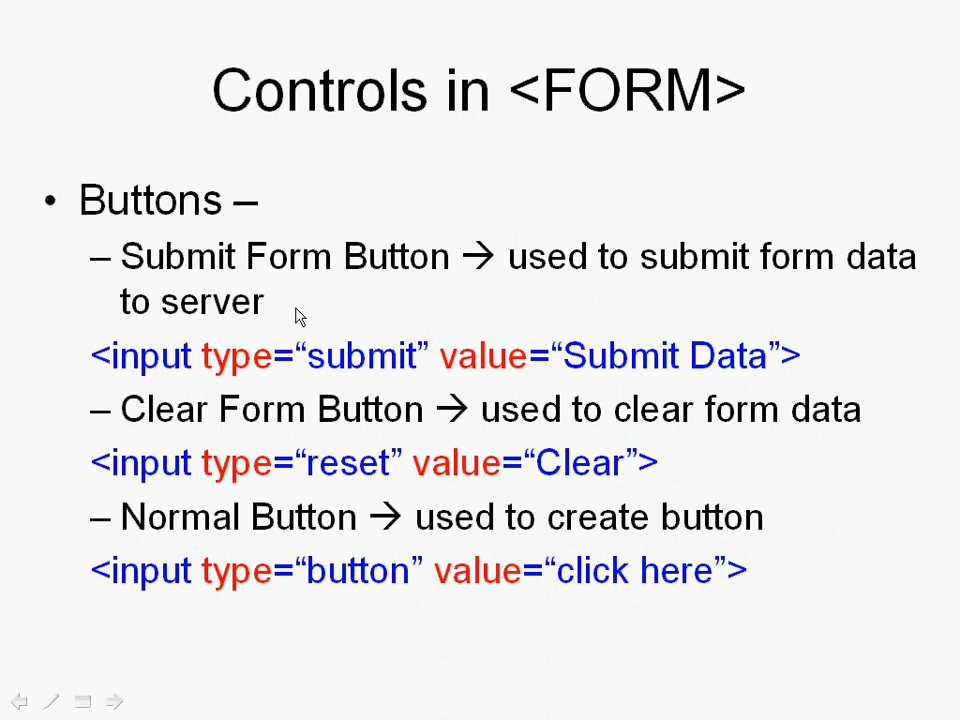 Controls in <FORM>
• Buttons –
– Submit Form Button → used to submit form data
to server
<input type=“submit” value=“Submit Data”>
– Clear Form Button → used to clear form data
<input type=“reset” value=“Clear”>
– Normal Button → used to create button
<input type=“button” value=“click here”>